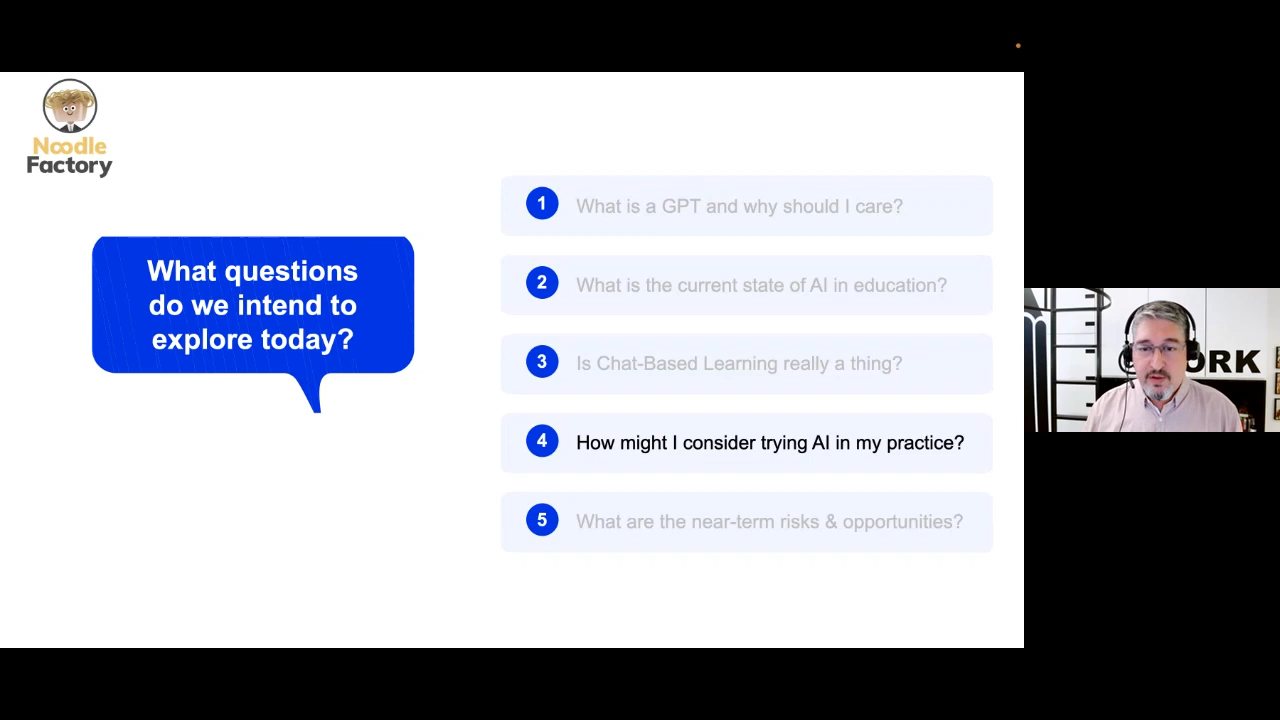 Noodle
Factory
What questions
do we intend to
explore today?
1 What is a GPT and why should I care?
2 What is the current state of AI in education?
3 Is Chat-Based Learning really a thing?
4 How might I consider trying AI in my practice?
5 What are the near-term risks & opportunities?